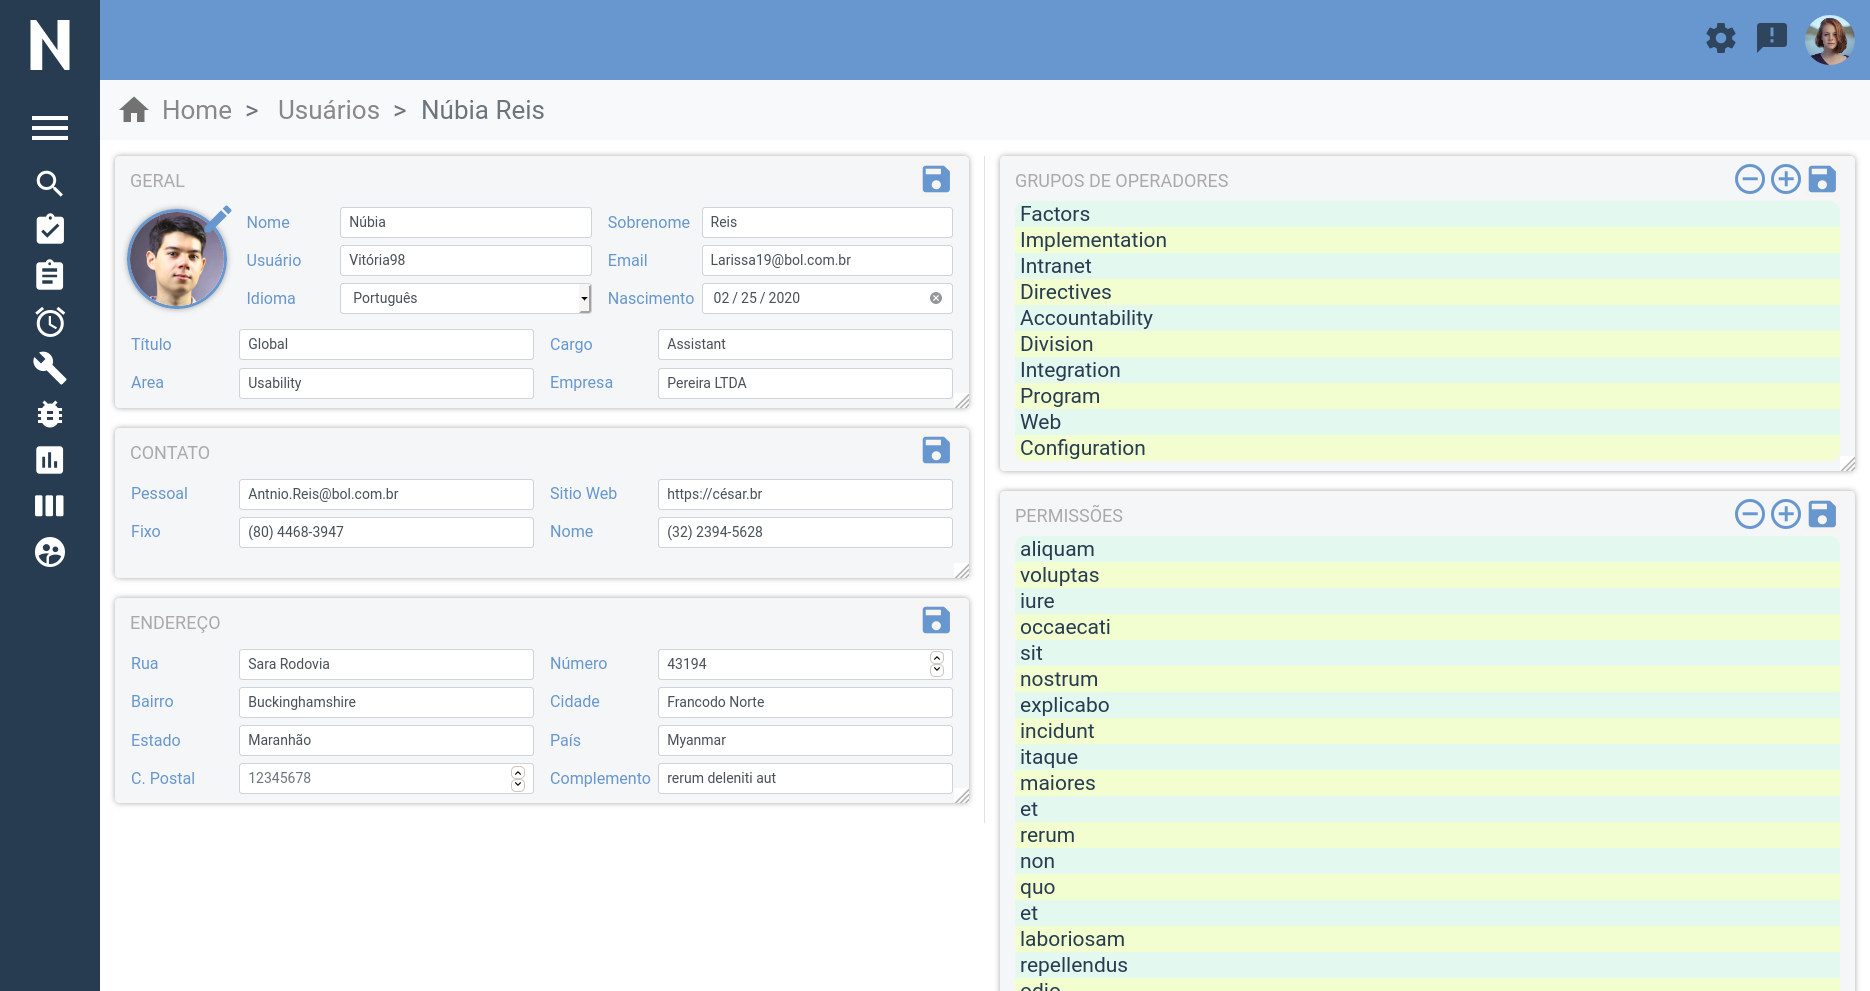 N
Home > Usuários > Núbia Reis
GERAL
Nome Núbia Sobrenome Reis
Usuário Vitória98 Email Larissa19@bol.com.br
Idioma Português Nascimento 02 / 25 / 2020
Título Global Cargo Assistant
Area Usability Empresa Pereira LTDA
CONTATO
Pessoal Antnio.Reis@bol.com.br Sitio Web https://césar.br
Fixo (80) 4468-3947 Nome (32) 2394-5628
ENDEREÇO
Rua Sara Rodovia Número 43194
Bairro Buckinghamshire Cidade Francodo Norte
Estado Maranhão País Myanmar
C. Postal 12345678 Complemento rerum deleniti aut
GRUPOS DE OPERADORES
Factors
Implementation
Intranet
Directives
Accountability
Division
Integration
Program
Web
Configuration
PERMISSÕES
aliquam
voluptas
iure
occaecati
sit
nostrum
explicabo
incidunt
itaque
maiores
et
rerum
non
quo
et
laboriosam
repellendus